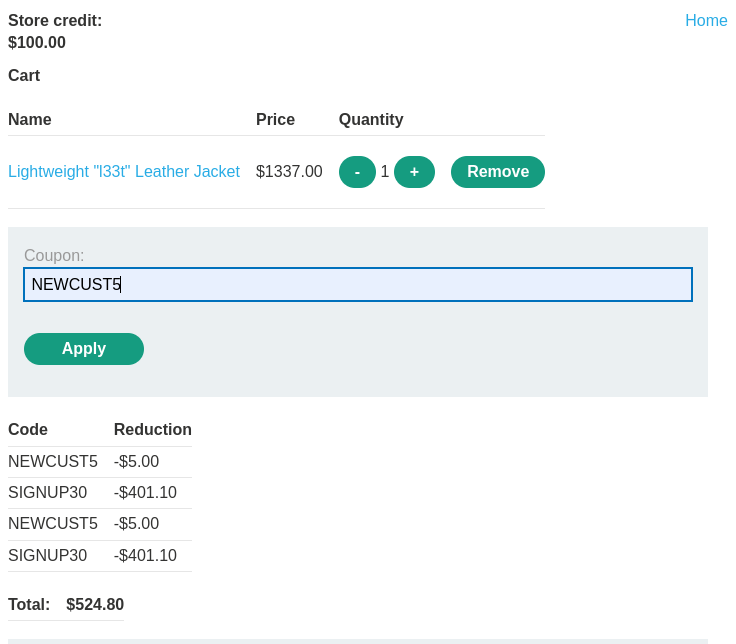 Store credit:
$100.00
Home
Cart
Name Price Quantity
Lightweight "l33t" Leather Jacket $1337.00 - 1 + Remove
Coupon:
NEWCUST5
Apply
Code Reduction
NEWCUST5 -$5.00
SIGNUP30 -$401.10
NEWCUST5 -$5.00
SIGNUP30 -$401.10
Total: $524.80